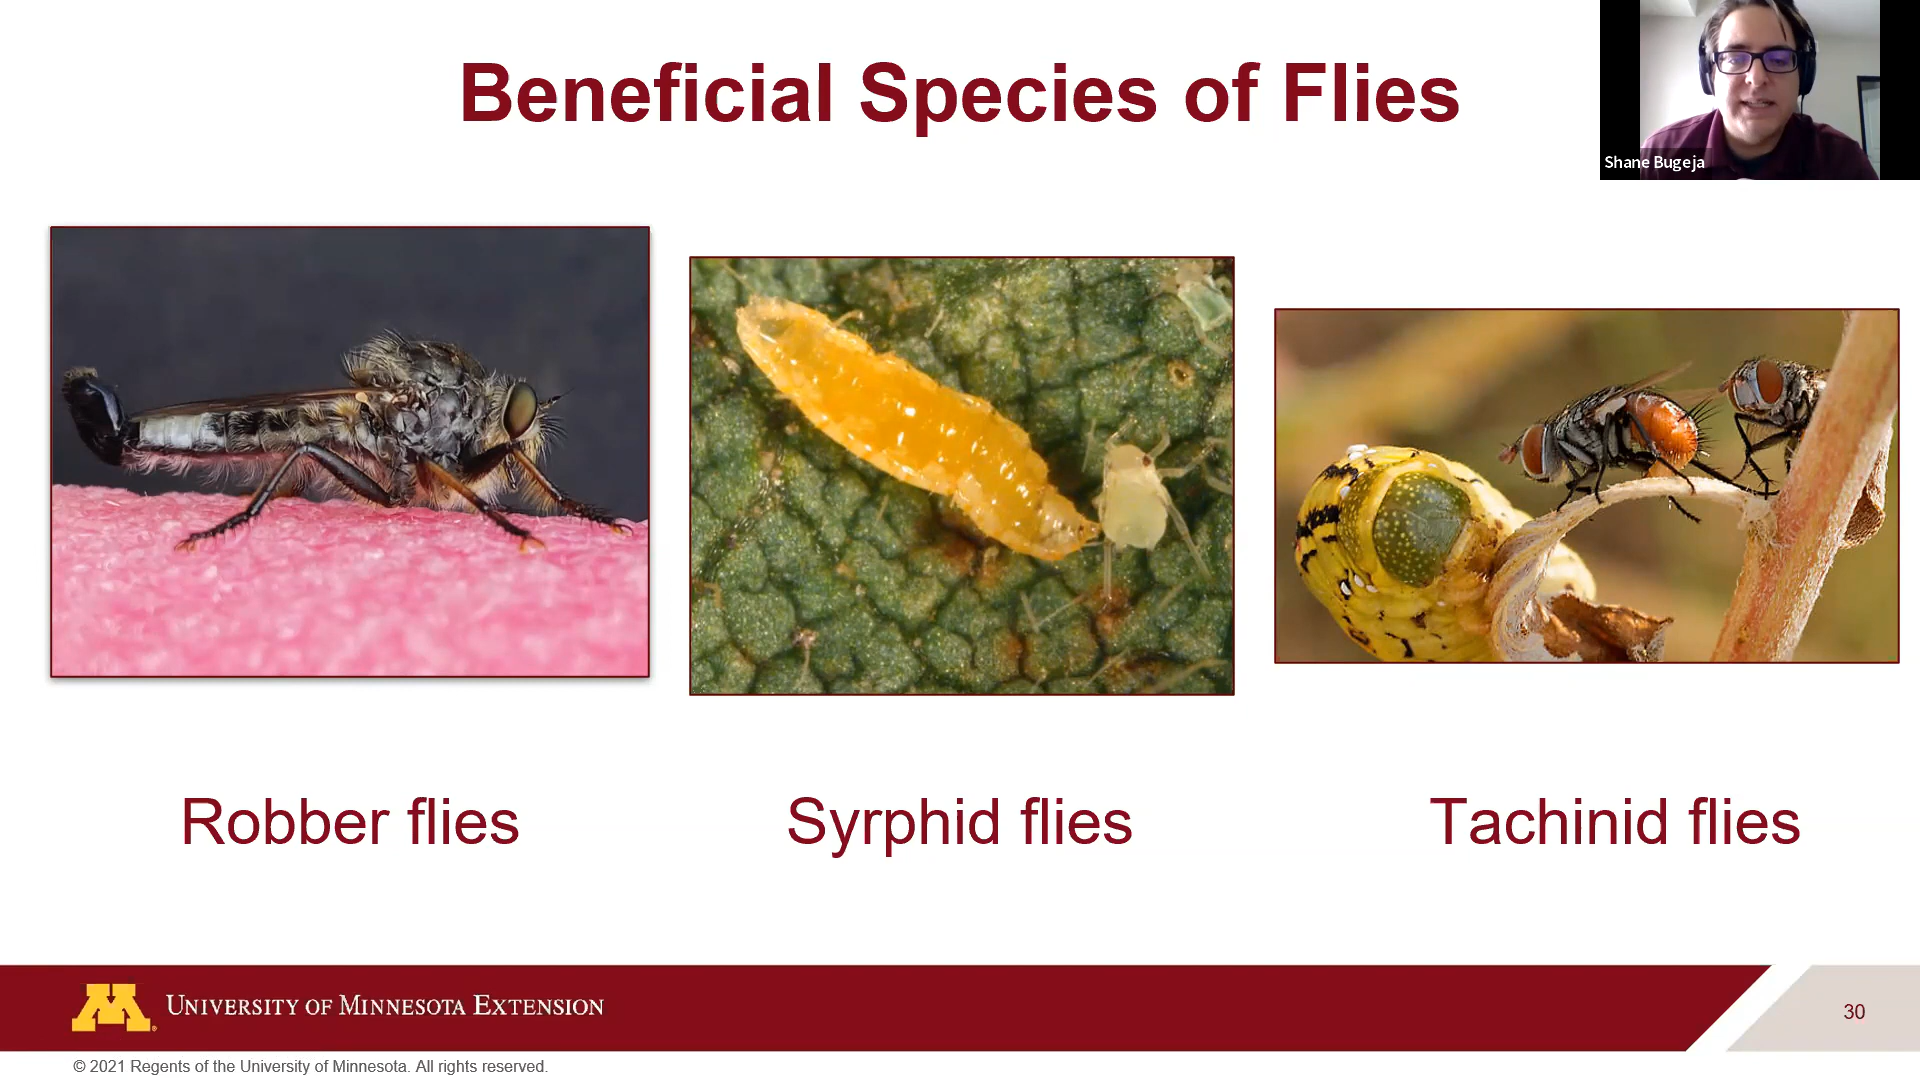 Beneficial Species of Flies
Shane Bugeja
Robber flies
Syrphid flies
Tachinid flies
UNIVERSITY OF MINNESOTA EXTENSION
30
© 2021 Regents of the University of Minnesota. All rights reserved.